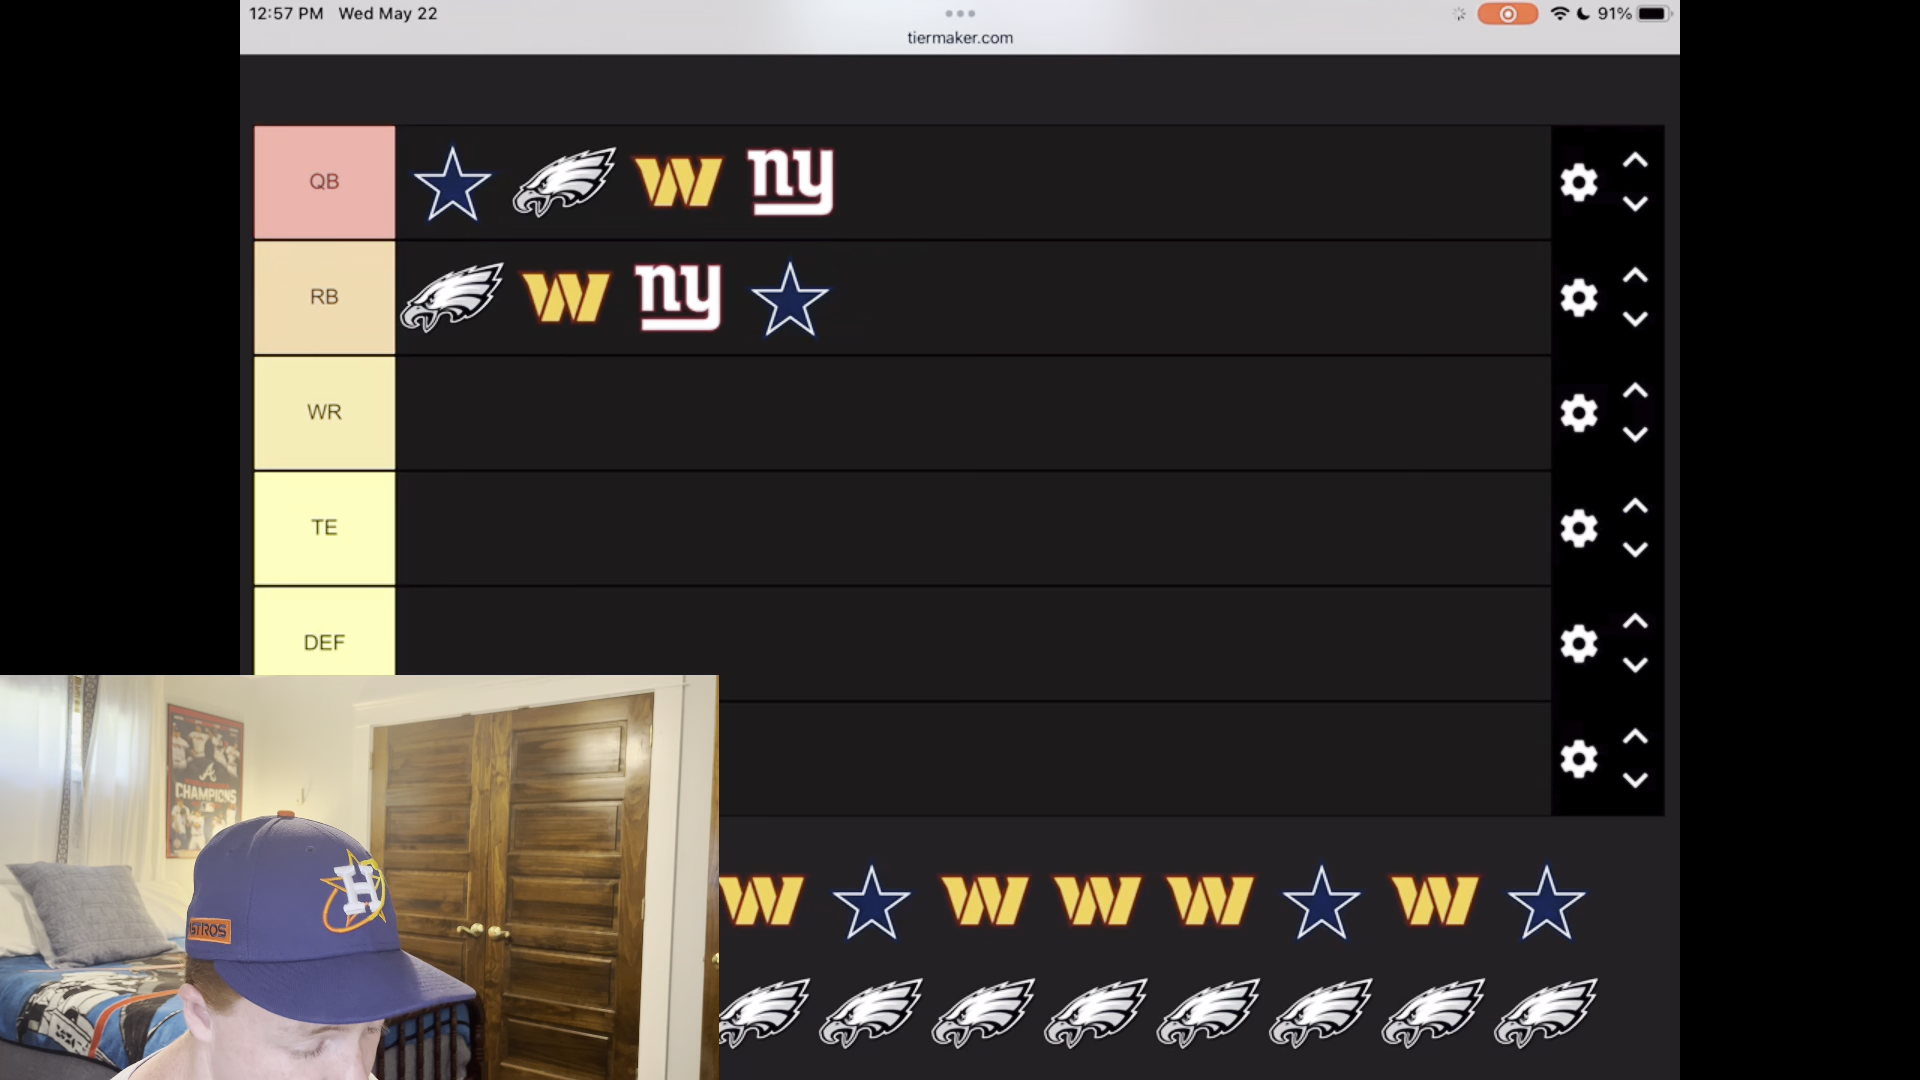 12:57 PM Wed May 22
91%
tiermaker.com
QB
ny
RB
ny
WR
TE
DEF
CHAMPIONS
H
STROS